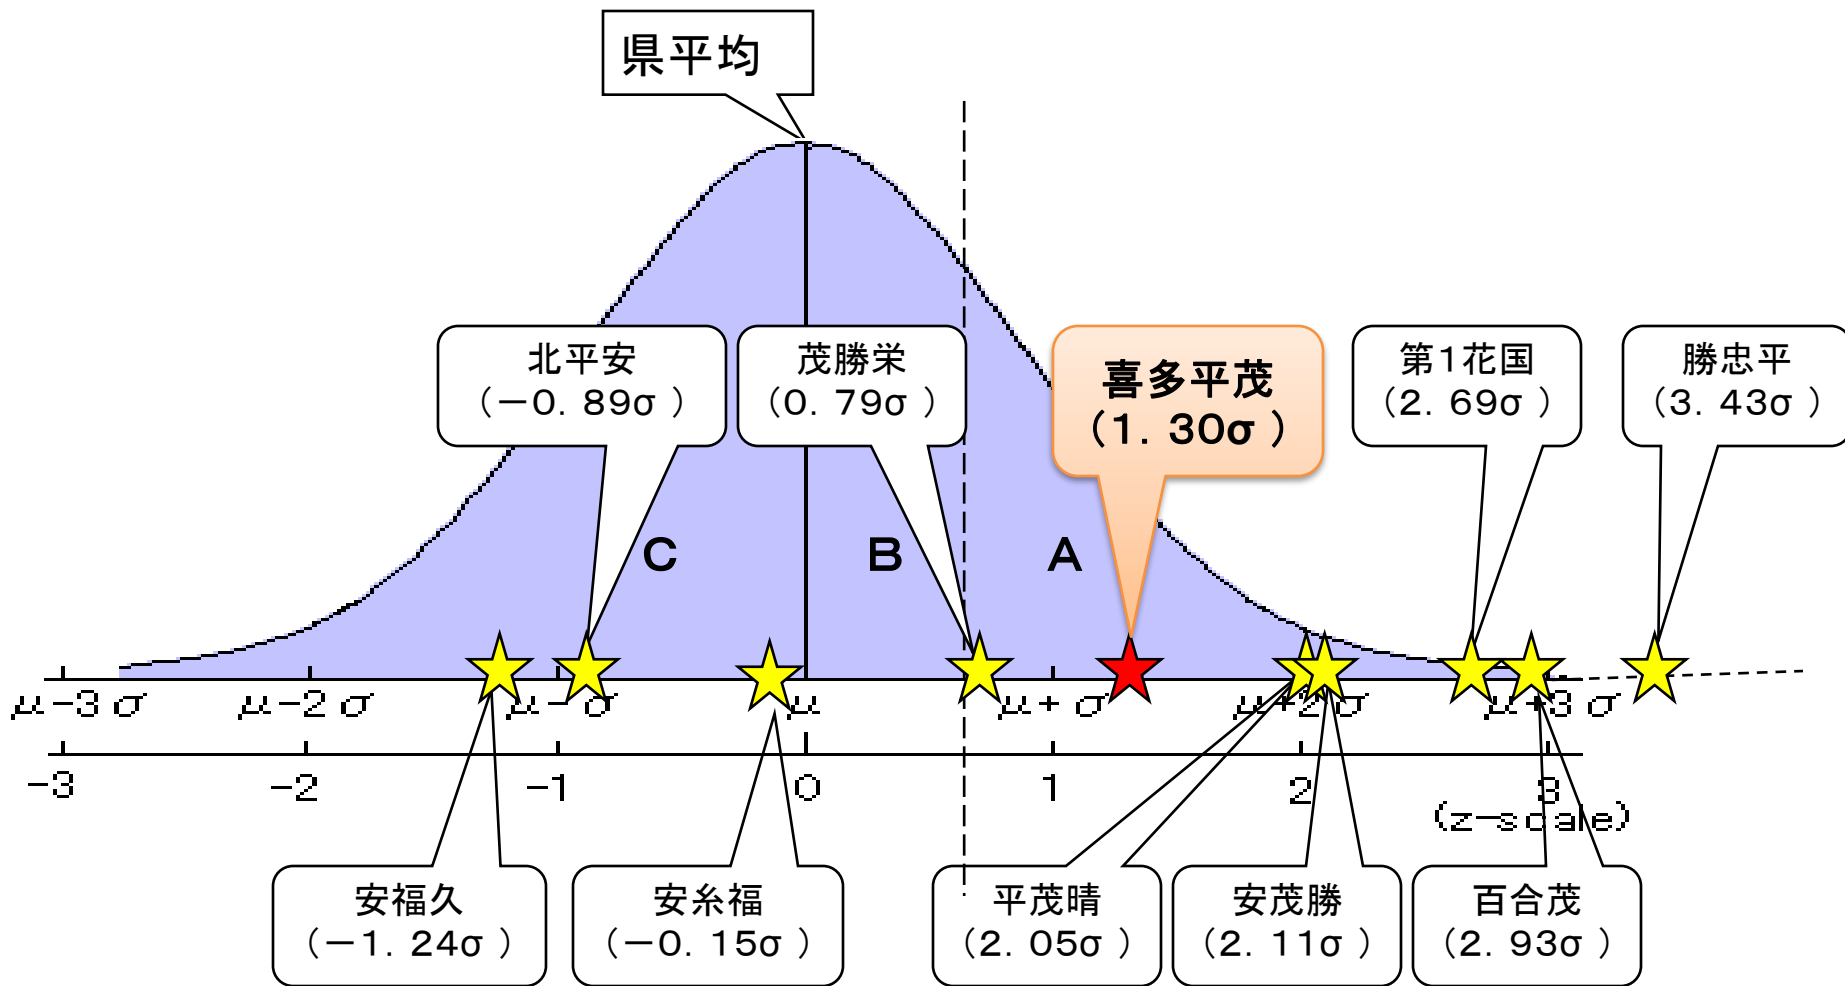 県平均
北平安
(－0.89σ)
茂勝栄
(0.79σ)
喜多平茂
(1.30σ)
第1花国
(2.69σ)
勝忠平
(3.43σ)
C
B
A
μ-3σ
μ-2σ
μ-σ
μ
μ+σ
μ+2σ
μ+3σ
-3
-2
-1
0
1
2
3
(z-scale)
安福久
(－1.24σ)
安糸福
(－0.15σ)
平茂晴
(2.05σ)
安茂勝
(2.11σ)
百合茂
(2.93σ)